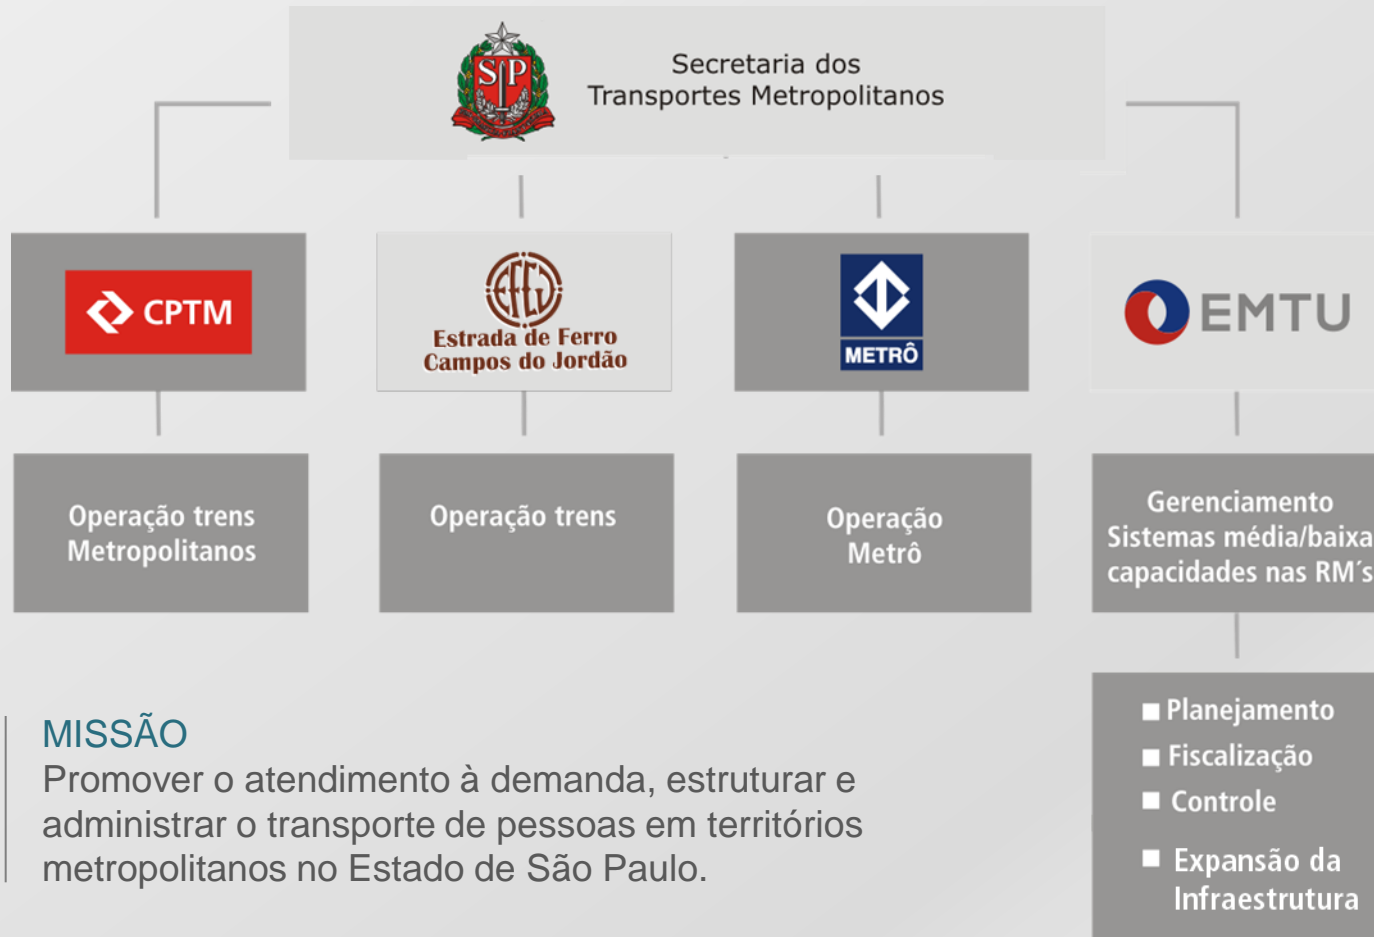 SP
Secretaria dos
Transportes Metropolitanos
CPTM
EFCJ
Estrada de Ferro
Campos do Jordão
METRÔ
EMTU
Operação trens
Metropolitanos
Operação trens
Operação
Metrô
Gerenciamento
Sistemas média/baixa
capacidades nas RM´s
Planejamento
Fiscalização
Controle
Expansão da
Infraestrutura
MISSÃO
Promover o atendimento à demanda, estruturar e
administrar o transporte de pessoas em territórios
metropolitanos no Estado de São Paulo.